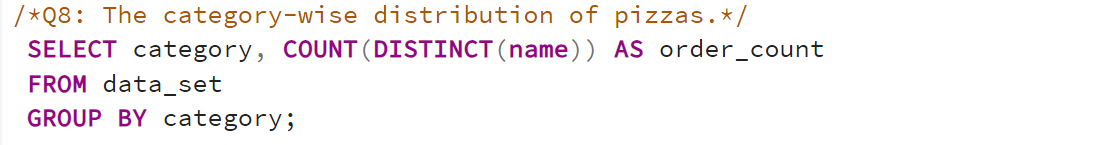 /*Q8: The category-wise distribution of pizzas.*/
SELECT category, COUNT(DISTINCT(name)) AS order_count
FROM data_set
GROUP BY category;